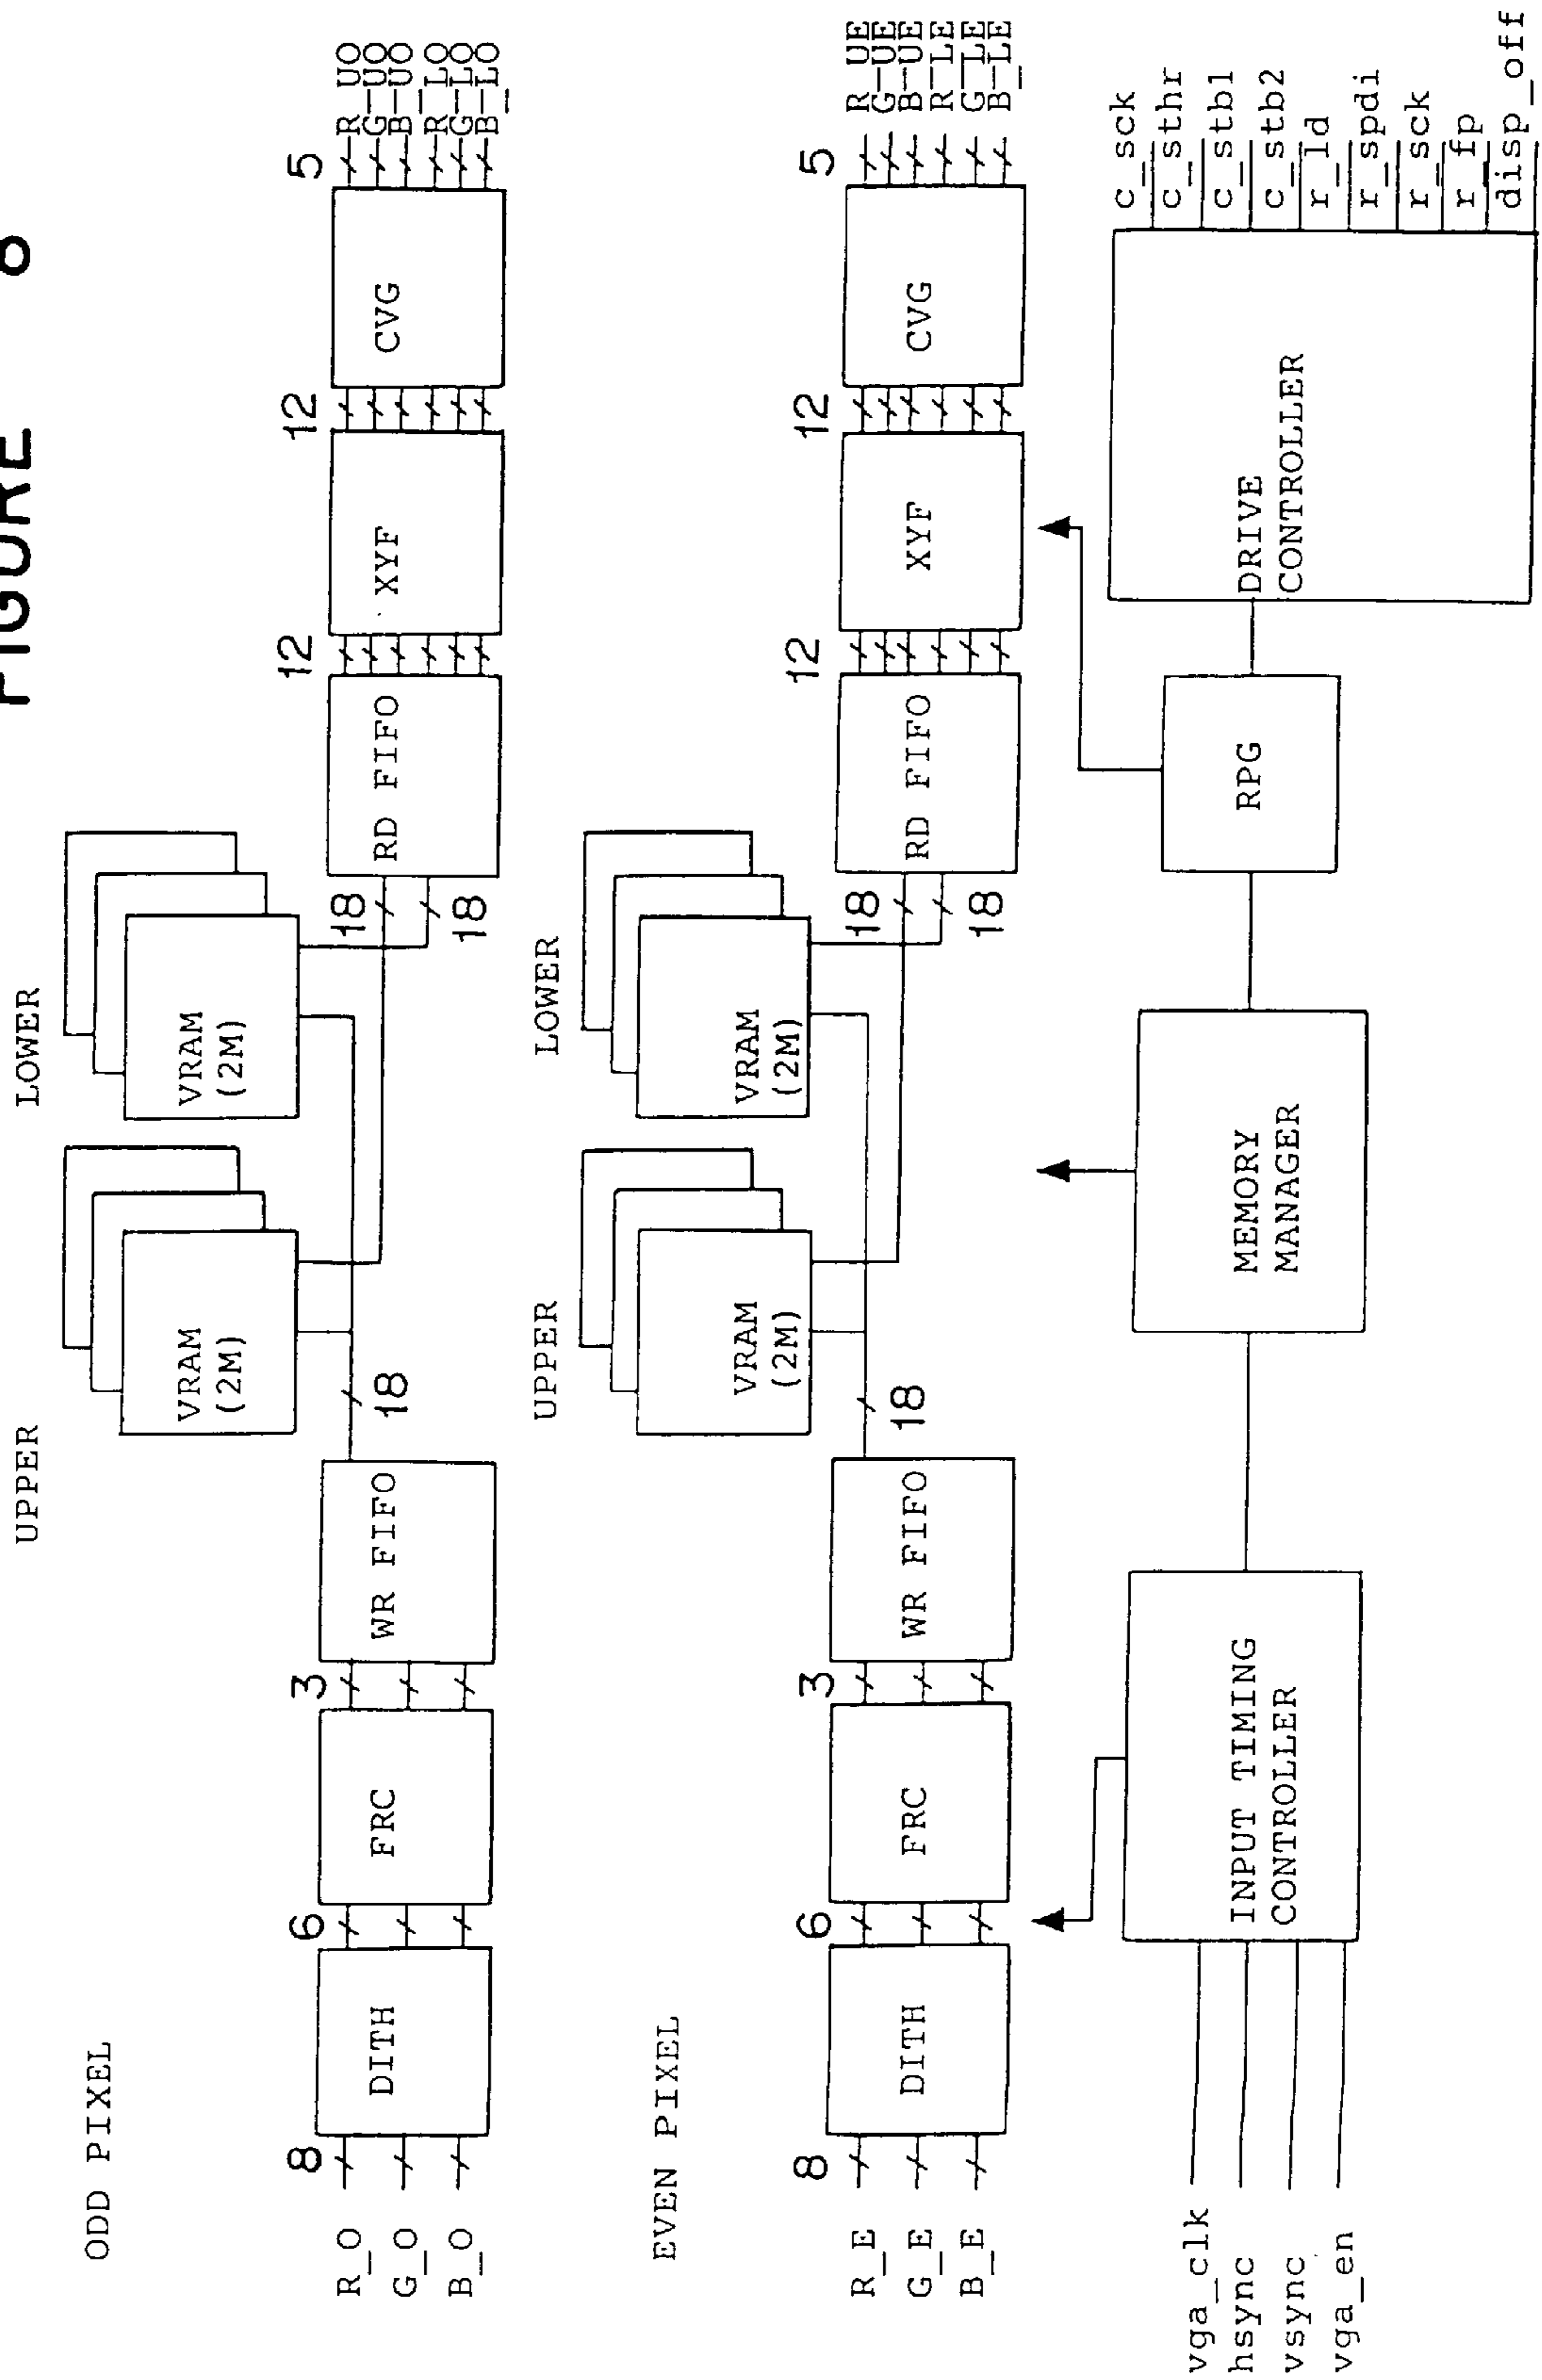 FIGURE 8
LOWER
UPPER
ODD PIXEL
R_O
G_O
B_O
8
DITH
6
FRC
3
WR FIFO
18
VRAM
(2M)
VRAM
(2M)
18
18
RD FIFO
12
XYF
12
CVG
5
R_UO
G_UO
B_UO
R_LO
G_LO
B_LO
LOWER
UPPER
EVEN PIXEL
R_E
G_E
B_E
8
DITH
6
FRC
3
WR FIFO
18
VRAM
(2M)
VRAM
(2M)
18
18
RD FIFO
12
XYF
12
CVG
5
R_UE
G_UE
B_UE
R_LE
G_LE
B_LE
vga_clk
hsync
vsync
vga_en
INPUT TIMING
CONTROLLER
MEMORY
MANAGER
RPG
DRIVE
CONTROLLER
c_sck
c_sthr
c_stb1
c_stb2
r_ld
r_spdi
r_sck
r_fp
disp_off